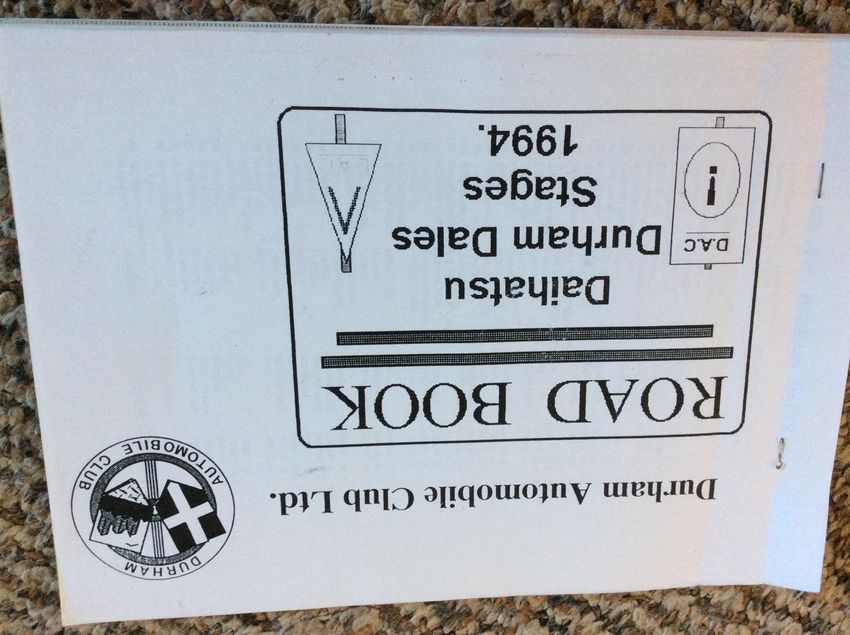 Durham Automobile Club Ltd.
DURHAM
AUTOMOBILE CLUB
ROAD BOOK
Daihatsu
Durham Dales
Stages
1994.
D.A.C
!